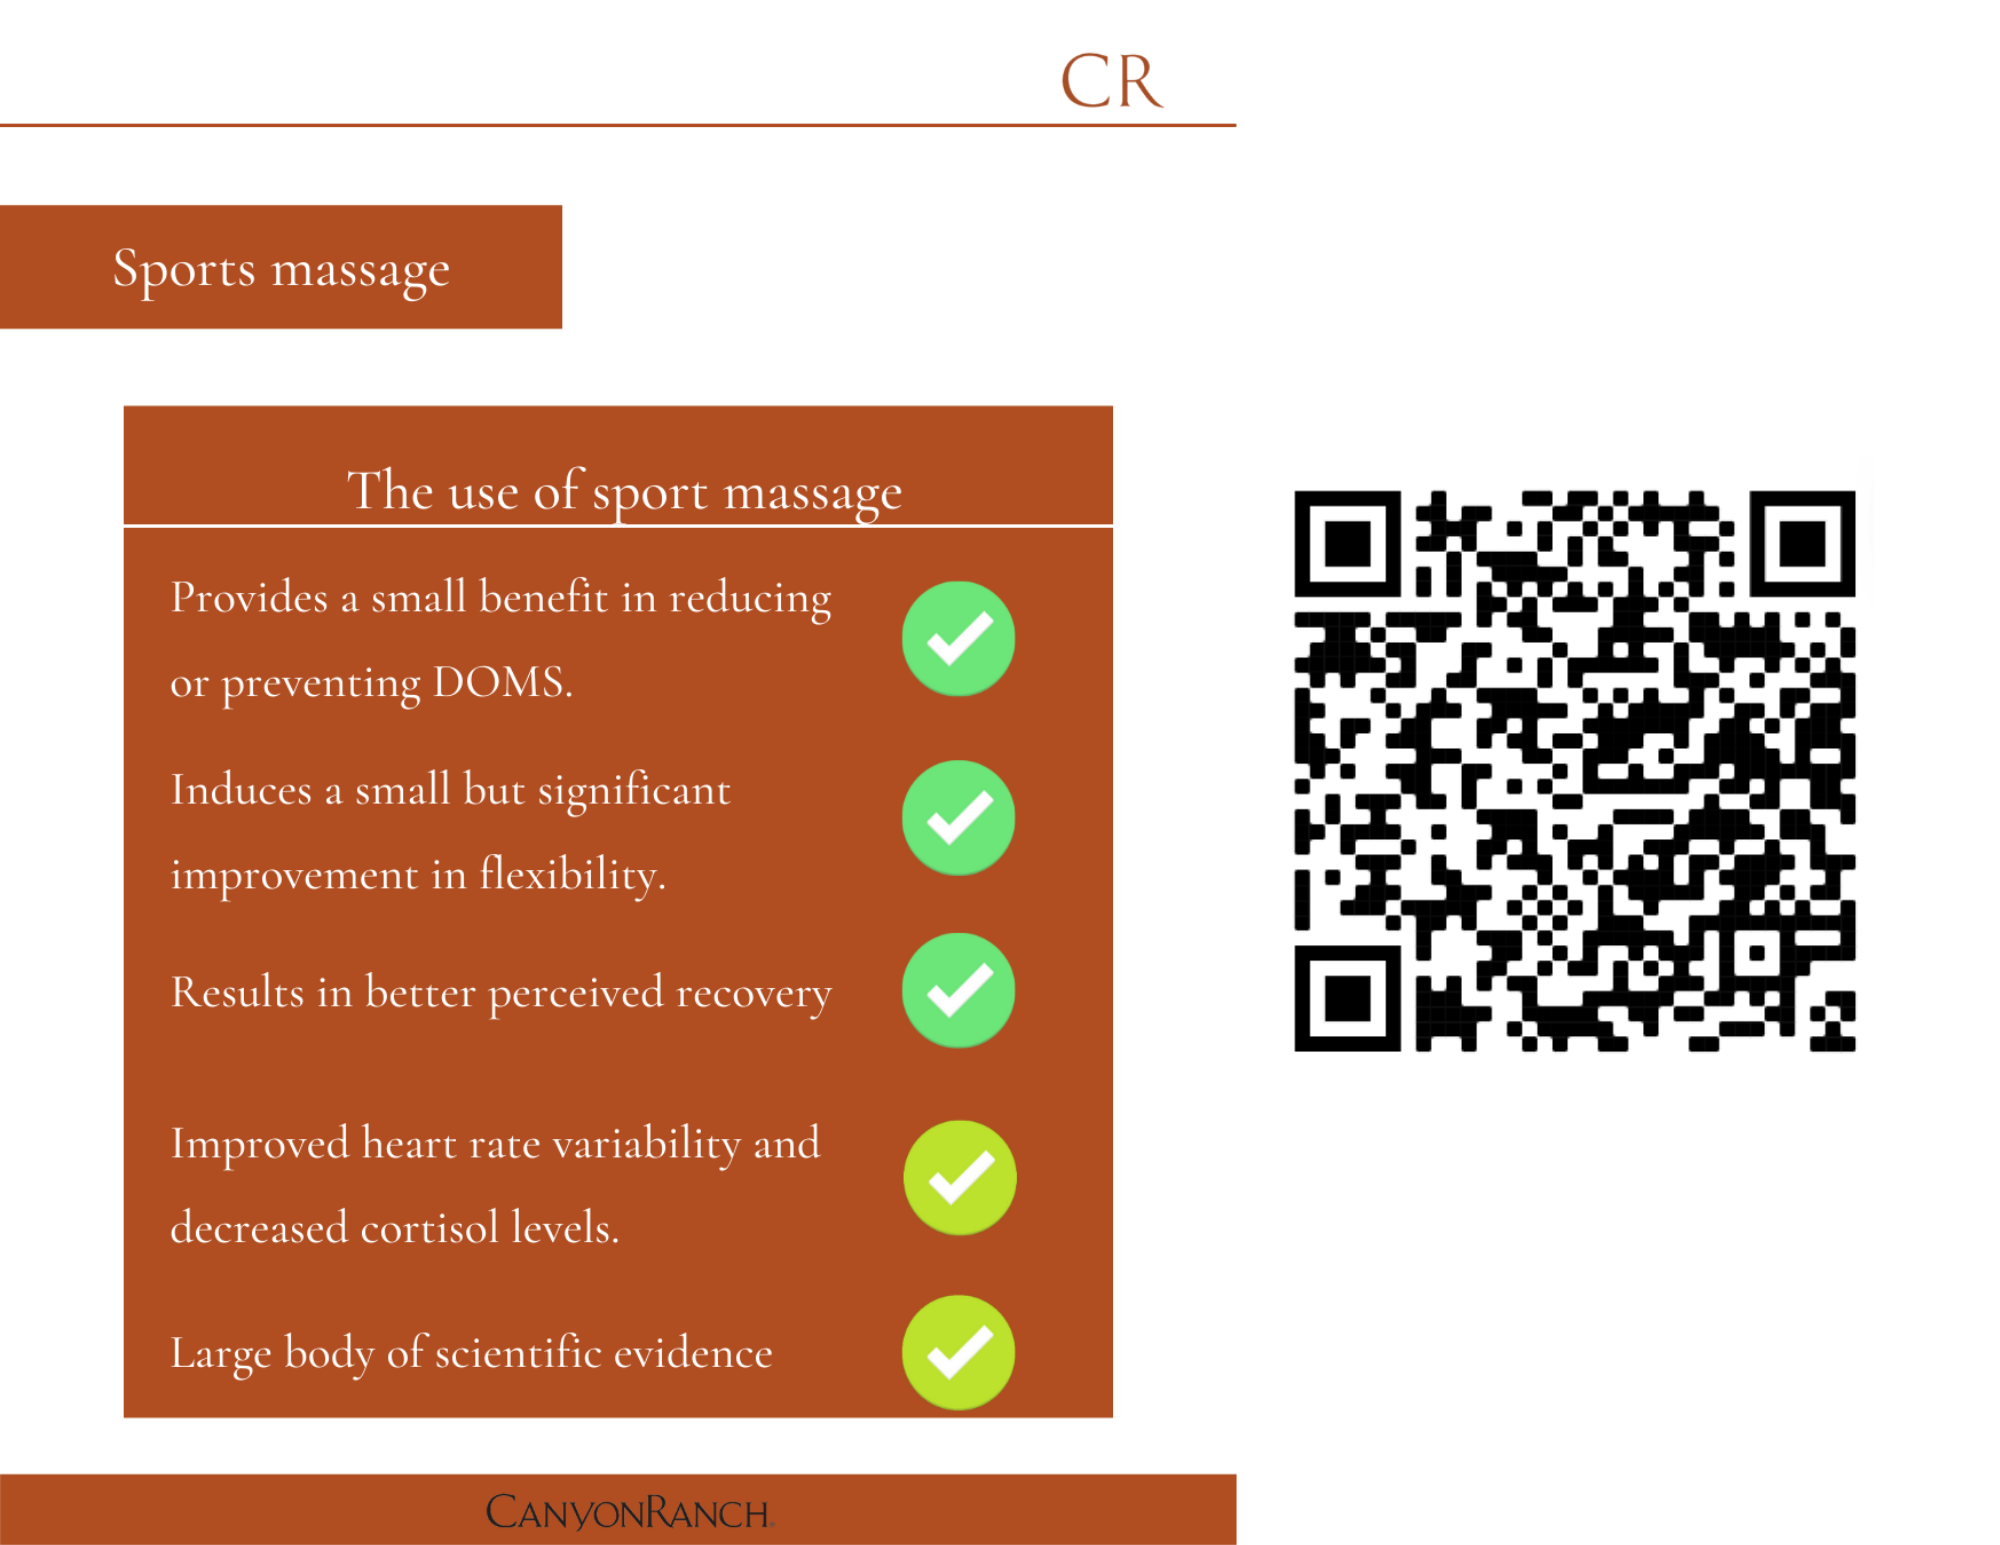 CR
Sports massage
The use of sport massage
Provides a small benefit in reducing
or preventing DOMS.
Induces a small but significant
improvement in flexibility.
Results in better perceived recovery
Improved heart rate variability and
decreased cortisol levels.
Large body of scientific evidence
CANYONRANCH®